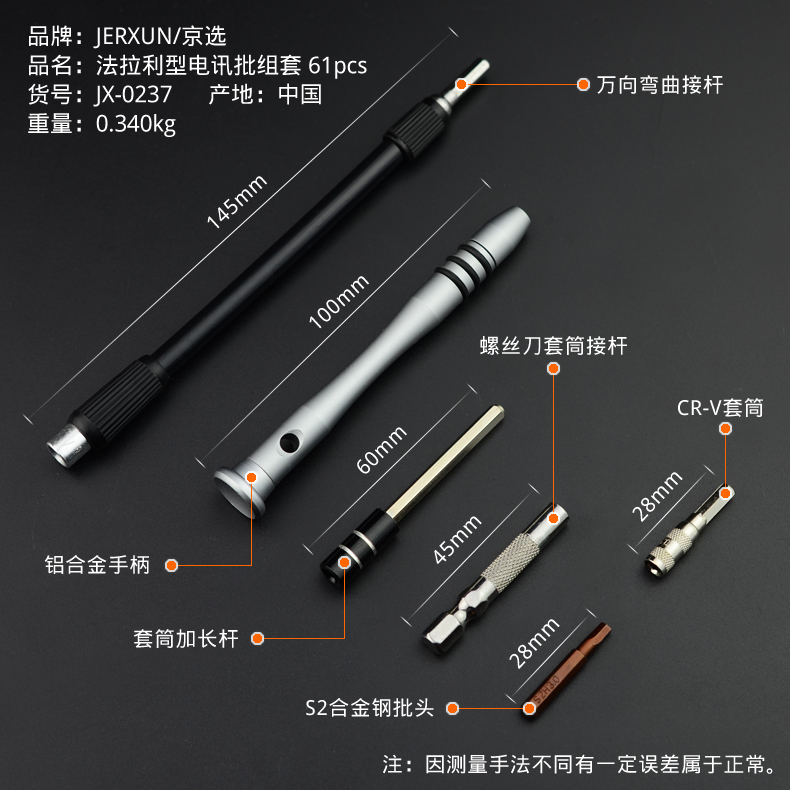 品牌：JERXUN/京选
品名：法拉利型电讯批组套 61pcs
货号：JX-0237 产地：中国
重量：0.340kg
万向弯曲接杆
145mm
100mm
螺丝刀套筒接杆
CR-V套筒
60mm
28mm
45mm
铝合金手柄
套筒加长杆
28mm
S2H3.0
S2合金钢批头
注：因测量手法不同有一定误差属于正常。